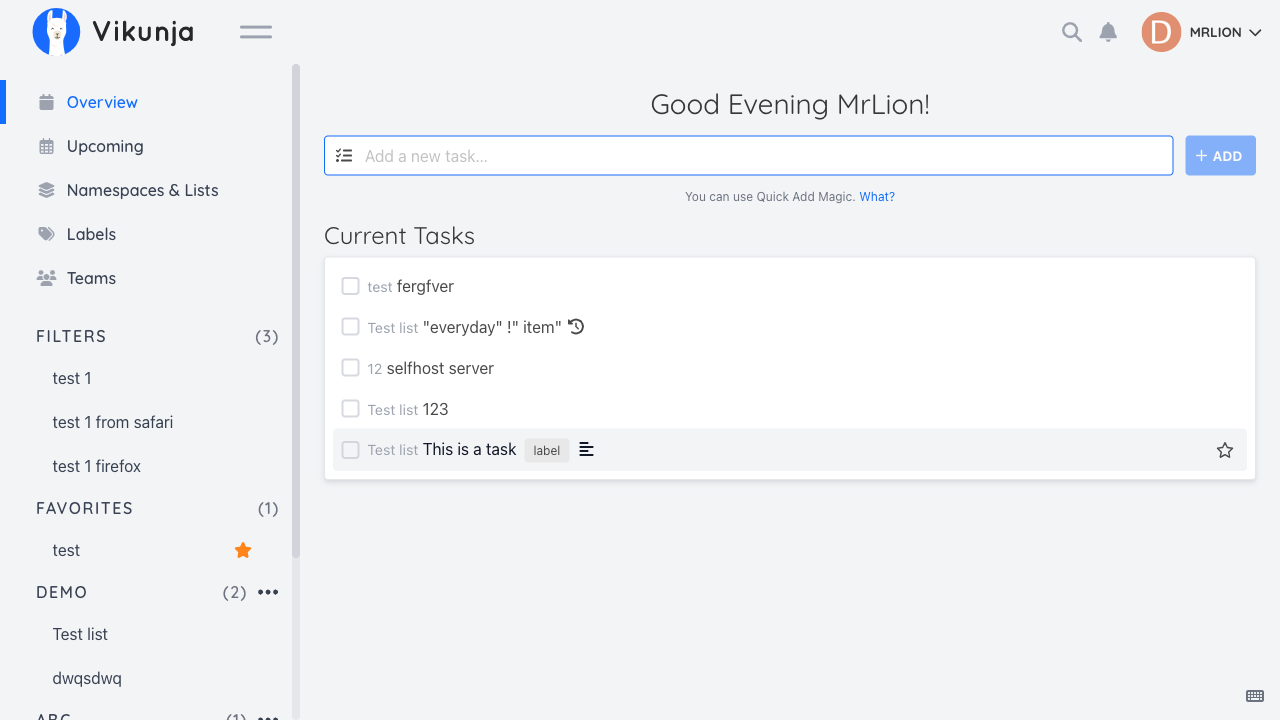 Vikunja
D MRLION
Overview
Upcoming
Namespaces & Lists
Labels
Teams
FILTERS (3)
test 1
test 1 from safari
test 1 firefox
FAVORITES (1)
test
DEMO (2)
Test list
dwqsdwq
ABC (1)
Good Evening MrLion!
Add a new task...
+ ADD
You can use Quick Add Magic. What?
Current Tasks
test fergfver
Test list "everyday" !" item"
12 selfhost server
Test list 123
Test list This is a task label